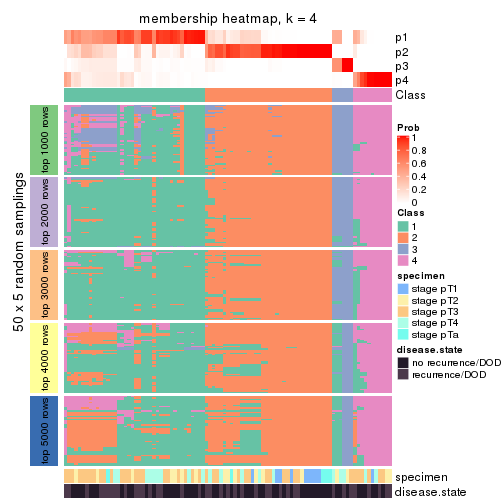 membership heatmap, k = 4
p1
p2
p3
p4
Class
50 x 5 random samplings
top 1000 rows
top 2000 rows
top 3000 rows
top 4000 rows
top 5000 rows
Prob
1
0.8
0.6
0.4
0.2
0
Class
1
2
3
4
specimen
stage pT1
stage pT2
stage pT3
stage pT4
stage pTa
disease.state
no recurrence/DOD
recurrence/DOD
specimen
disease.state